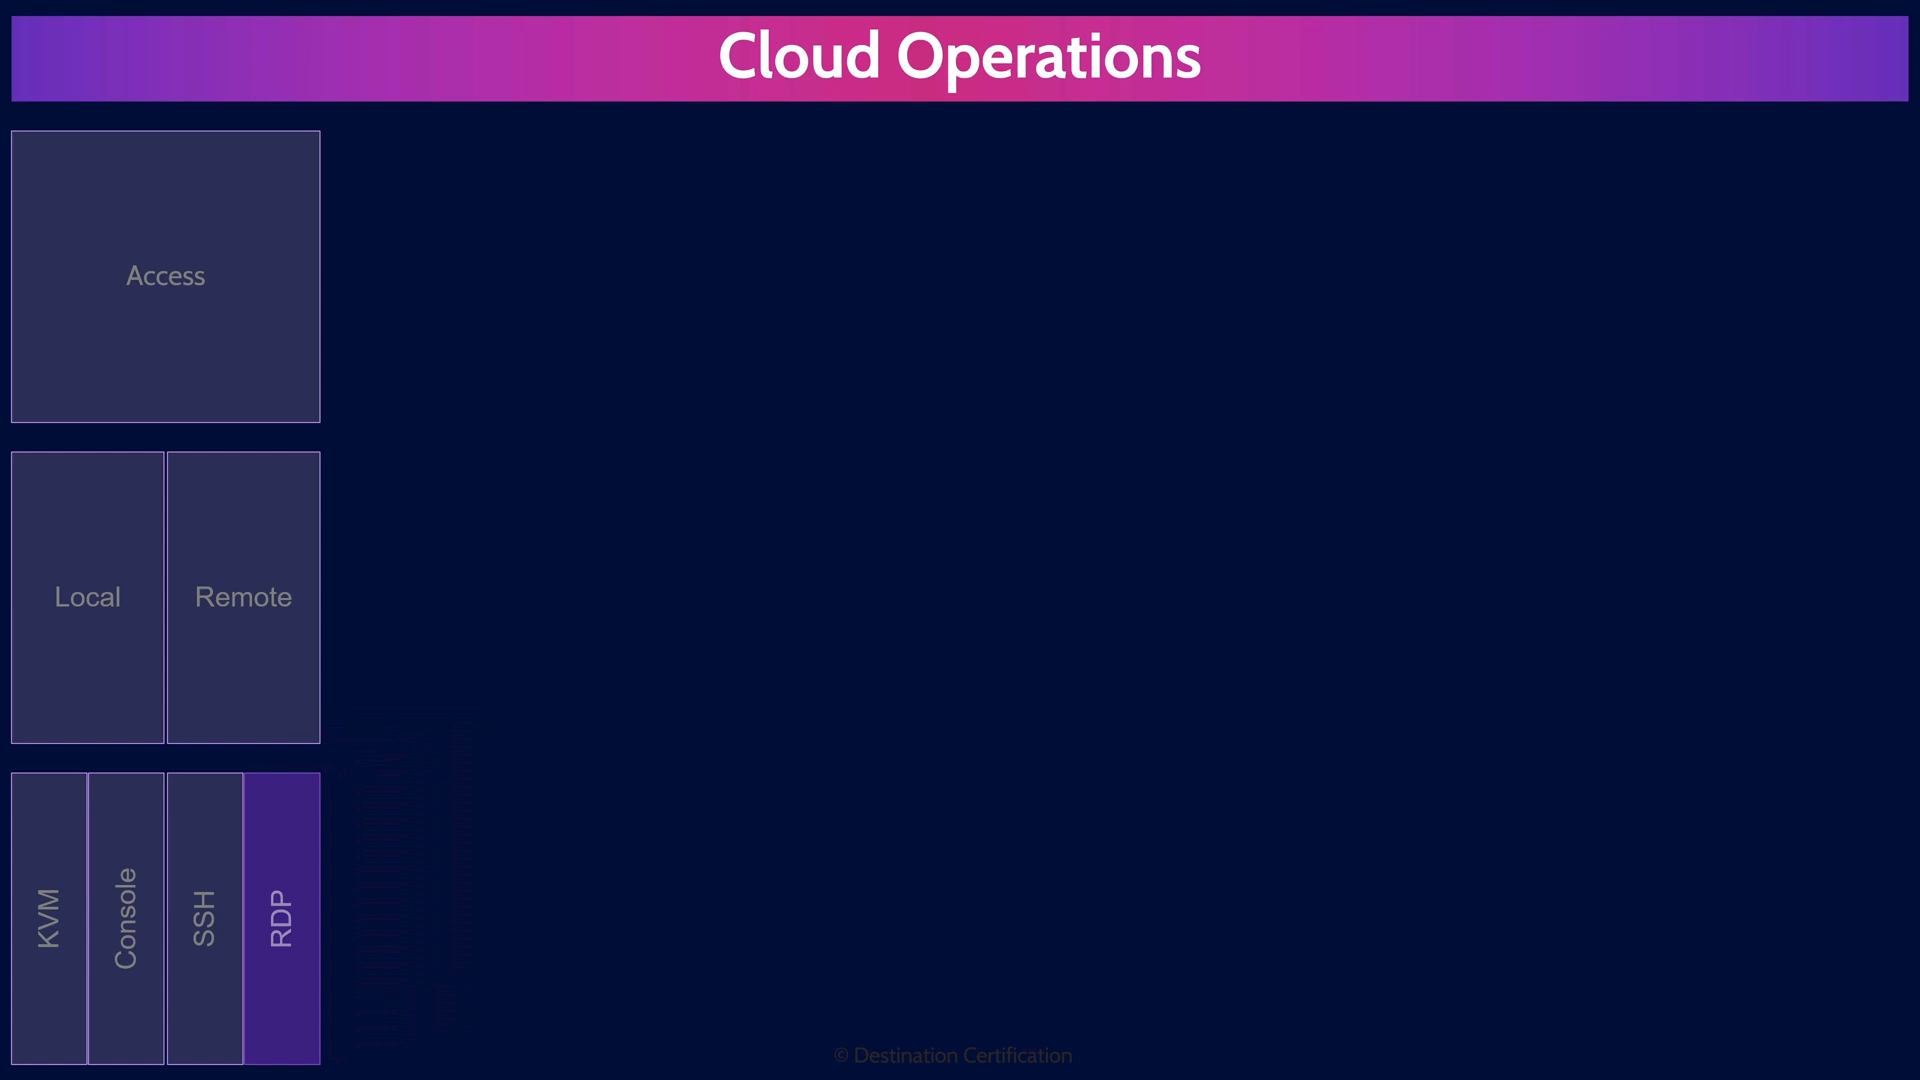 Cloud Operations
Access
Local
Remote
KVM
Console
SSH
RDP
© Destination Certification